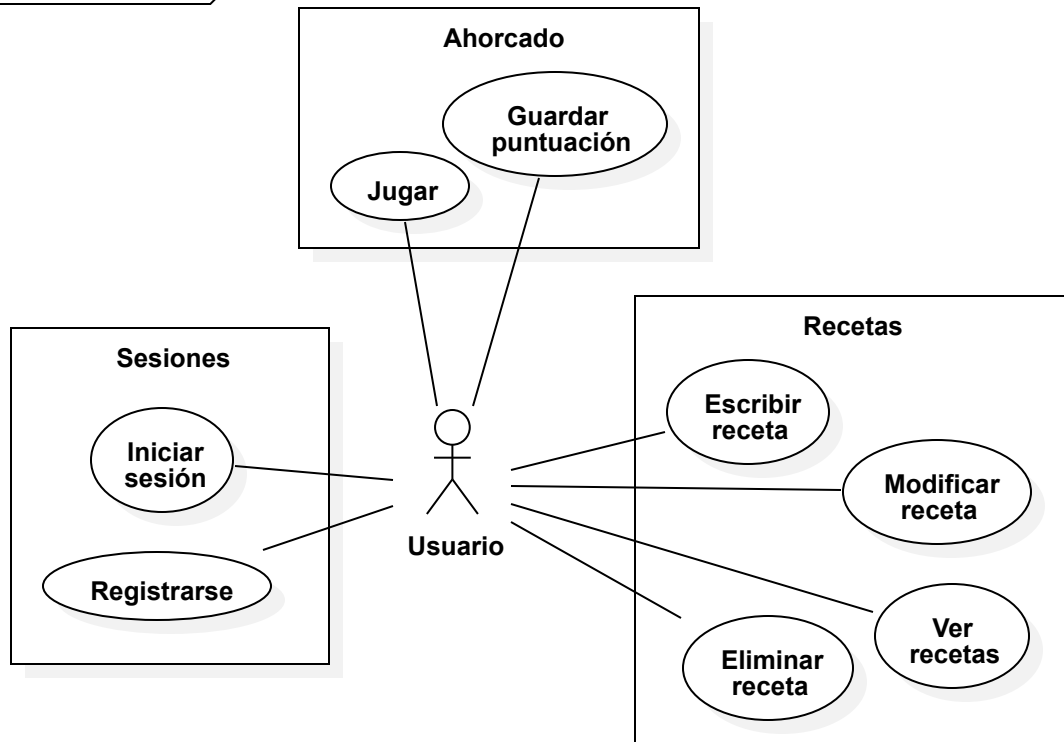 Ahorcado
Guardar
puntuación
Jugar
Sesiones
Iniciar
sesión
Registrarse
Usuario
Recetas
Escribir
receta
Modificar
receta
Ver
recetas
Eliminar
receta